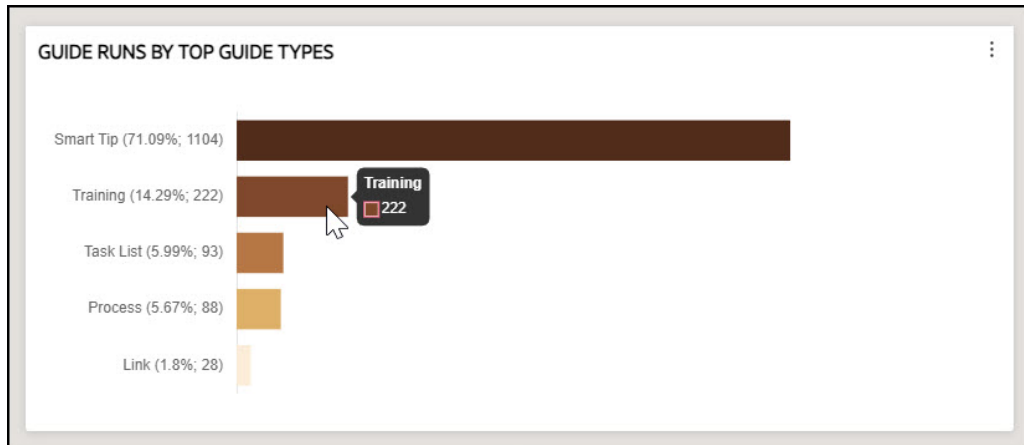 GUIDE RUNS BY TOP GUIDE TYPES
Smart Tip (71.09%; 1104)
Training (14.29%; 222)
Training
222
Task List (5.99%; 93)
Process (5.67%; 88)
Link (1.8%; 28)